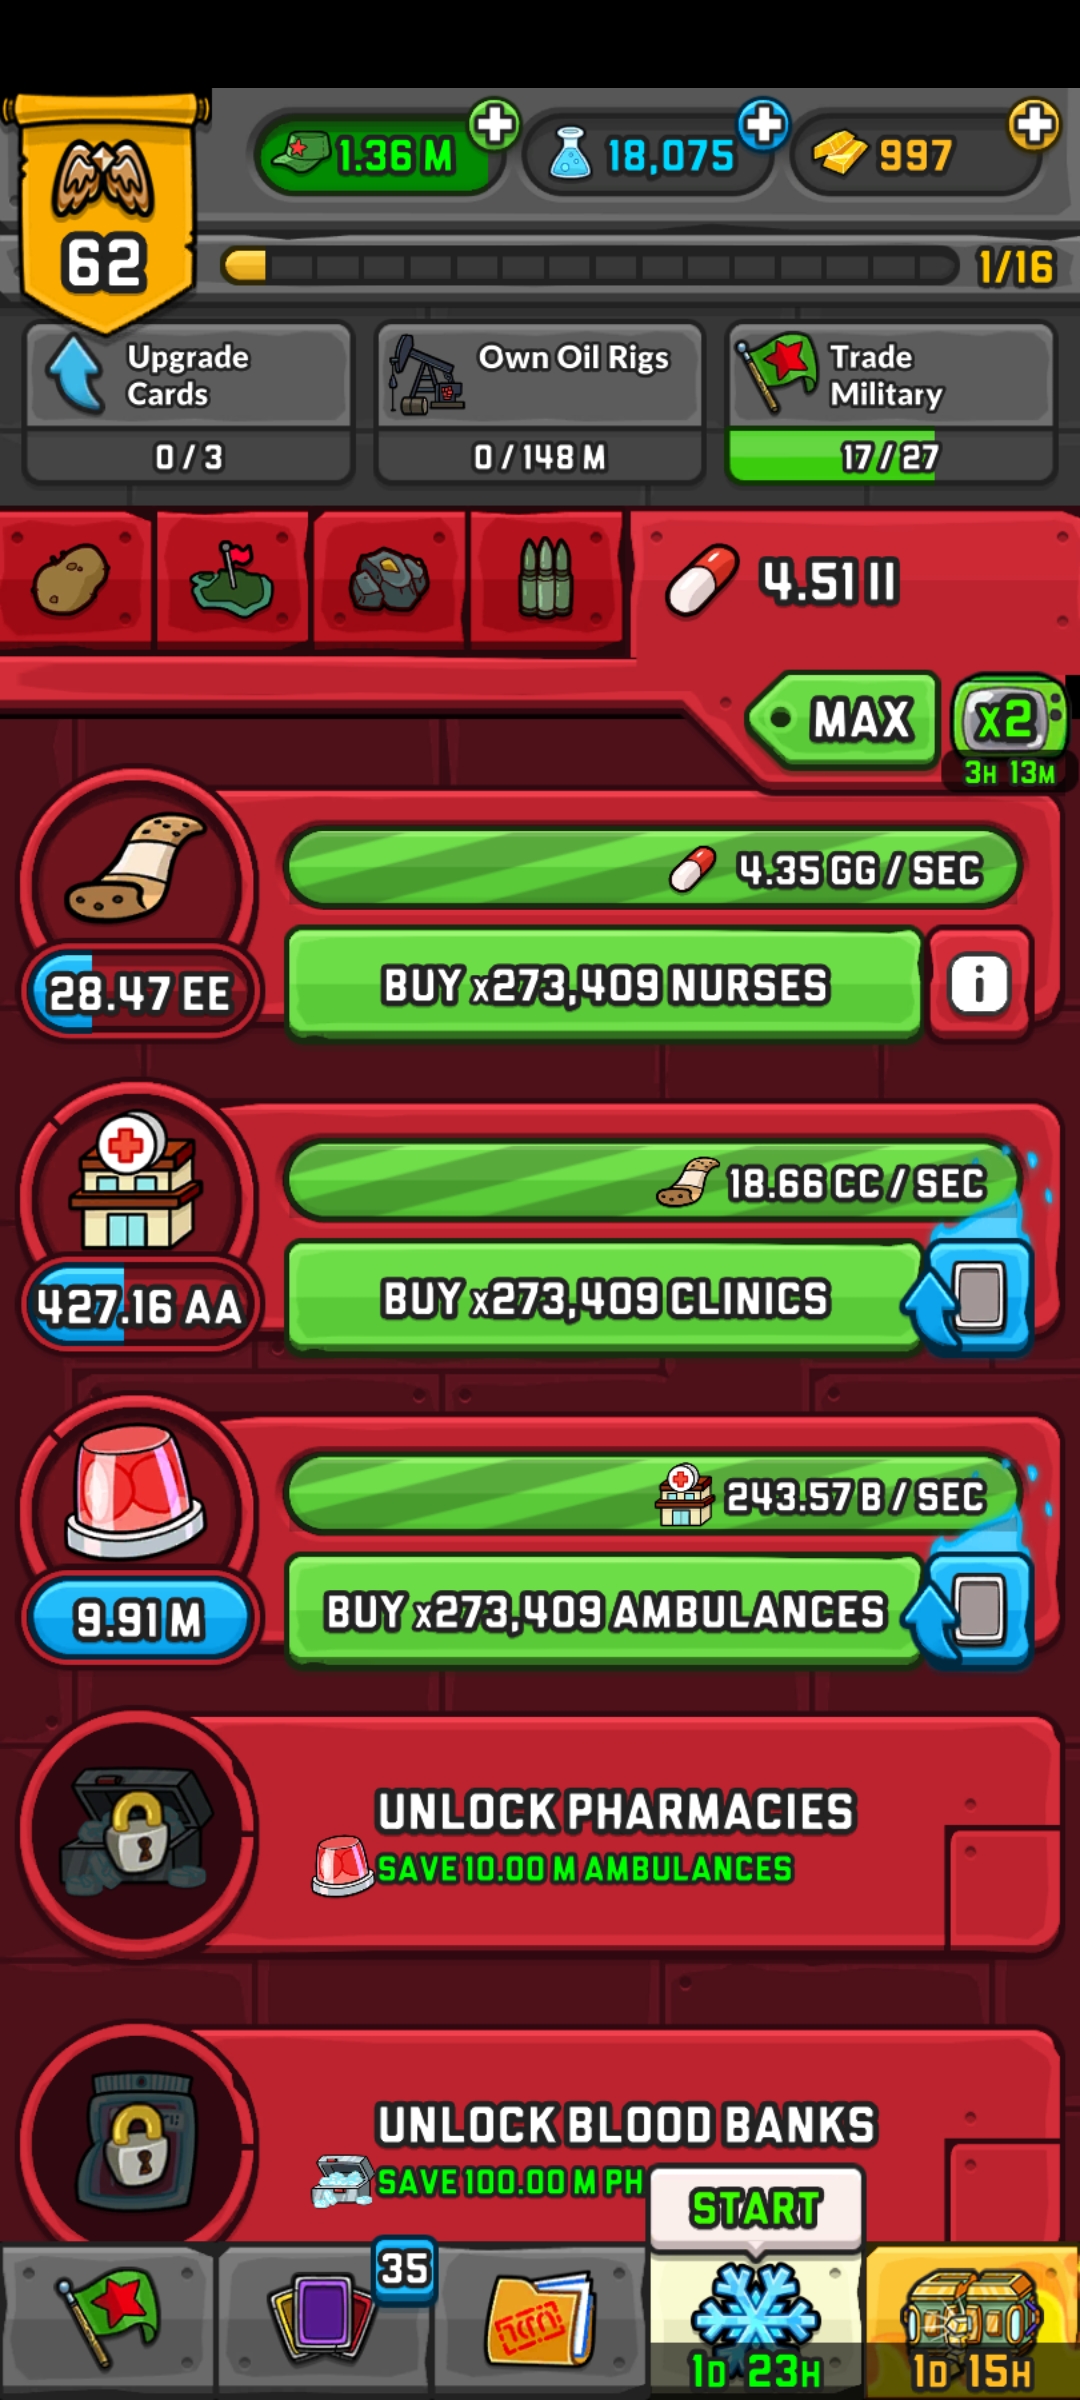 1.36 M
18,075
997
62
1/16
Upgrade
Cards
0 / 3
Own Oil Rigs
0 / 148 M
Trade
Military
17 / 27
4.51 II
MAX
x2
3H 13M
4.35 GG / SEC
28.47 EE
BUY x273,409 NURSES
i
18.66 CC / SEC
427.16 AA
BUY x273,409 CLINICS
243.57 B / SEC
9.91 M
BUY x273,409 AMBULANCES
UNLOCK PHARMACIES
SAVE 10.00 M AMBULANCES
UNLOCK BLOOD BANKS
SAVE 100.00 M PH
START
35
1D 23H
1D 15H